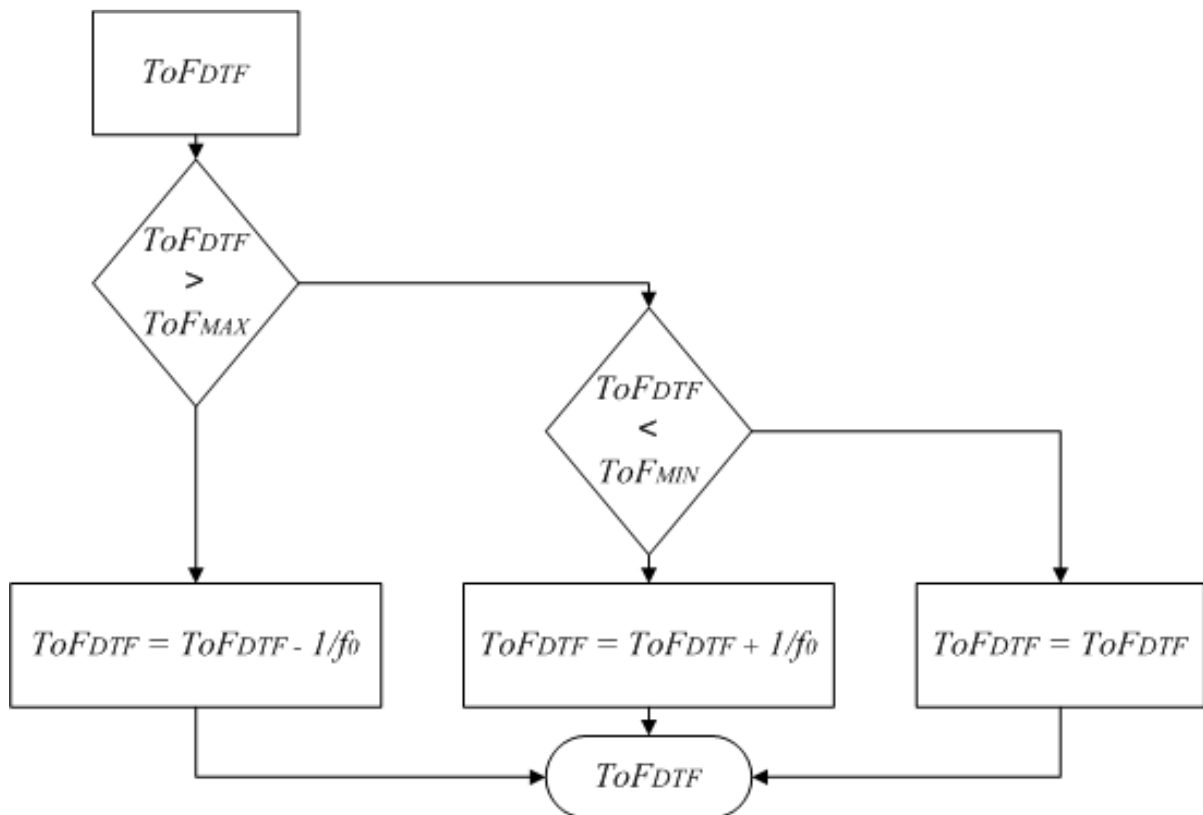 ToFDTF
ToFDTF
>
ToFMAX
ToFDTF
<
ToFMIN
ToFDTF = ToFDTF - 1/f0
ToFDTF = ToFDTF + 1/f0
ToFDTF = ToFDTF
ToFDTF